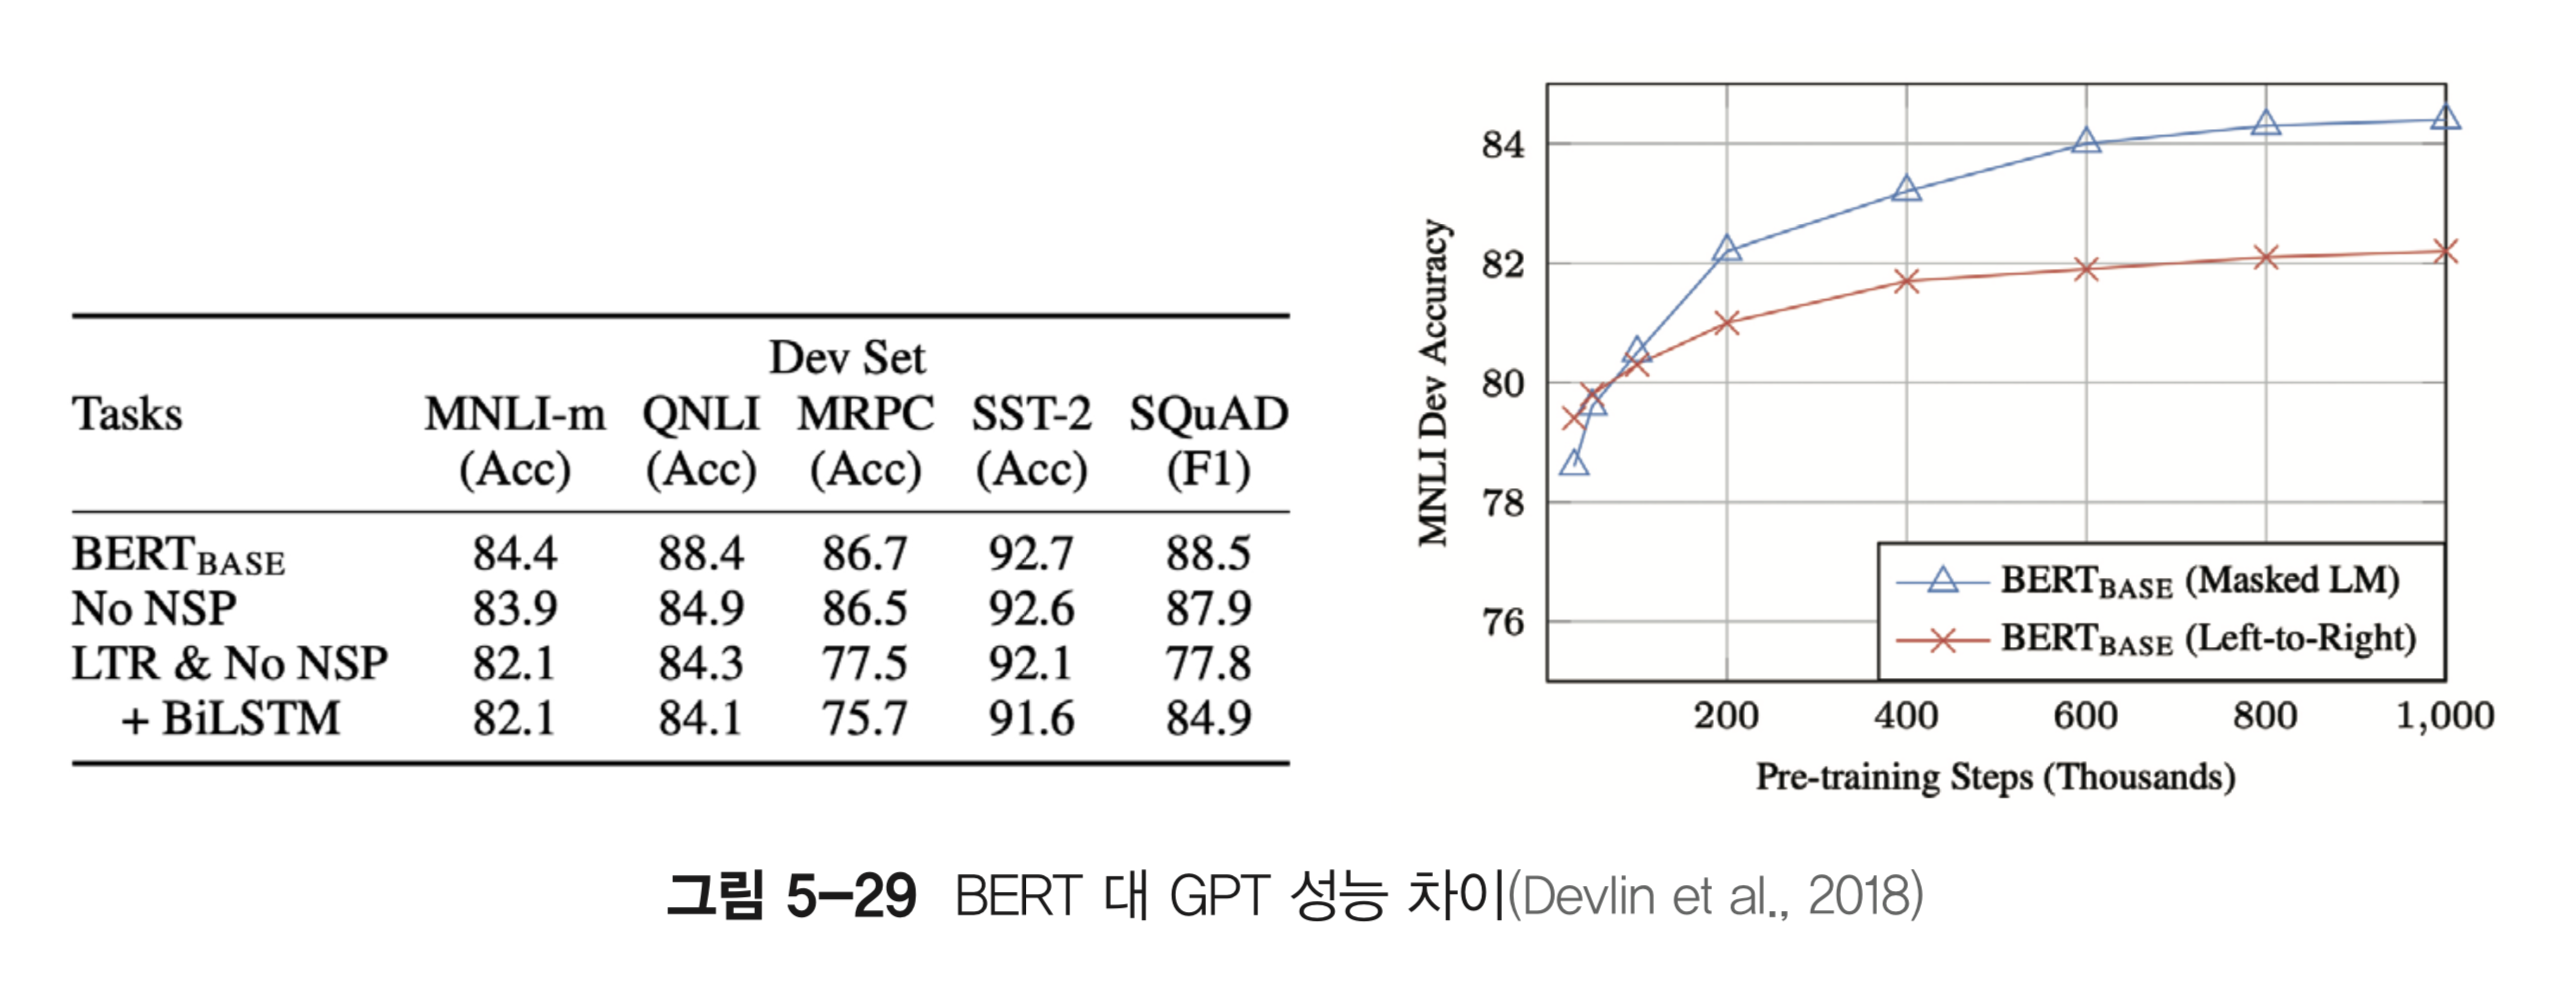 Dev Set
Tasks MNLI-m QNLI MRPC SST-2 SQuAD
(Acc) (Acc) (Acc) (Acc) (F1)
BERTBASE 84.4 88.4 86.7 92.7 88.5
No NSP 83.9 84.9 86.5 92.6 87.9
LTR & No NSP 82.1 84.3 77.5 92.1 77.8
+ BiLSTM 82.1 84.1 75.7 91.6 84.9
MNLI Dev Accuracy
84
82
80
78
76
BERTBASE (Masked LM)
BERTBASE (Left-to-Right)
200 400 600 800 1,000
Pre-training Steps (Thousands)
그림 5–29 BERT 대 GPT 성능 차이(Devlin et al., 2018)